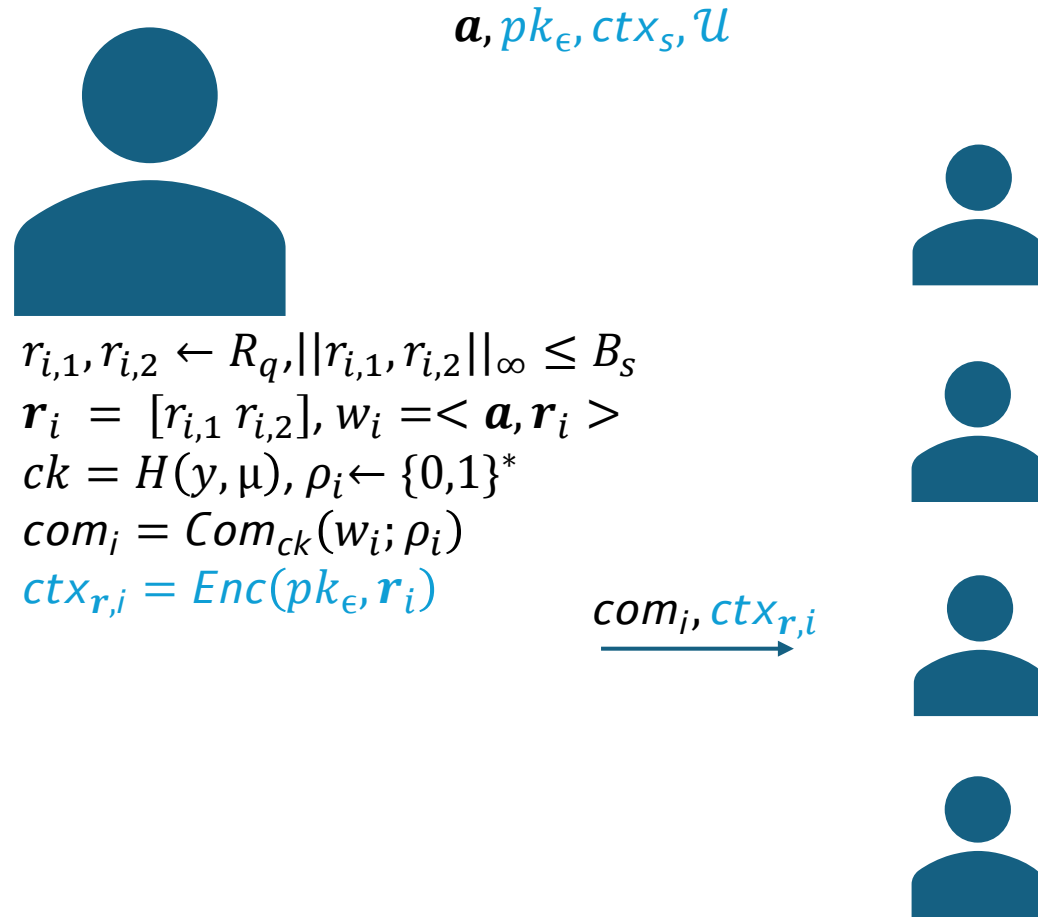 𝒂, pk_ϵ, ctx_s, 𝒰
r_{i,1}, r_{i,2} ← R_q, ||r_{i,1}, r_{i,2}||_∞ ≤ B_s
𝒓_i = [r_{i,1} r_{i,2}], w_i =< 𝒂, 𝒓_i >
ck = H(y, μ), ρ_i ← {0,1}^*
com_i = Com_{ck}(w_i; ρ_i)
ctx_{𝒓,i} = Enc(pk_ϵ, 𝒓_i)
com_i, ctx_{𝒓,i}